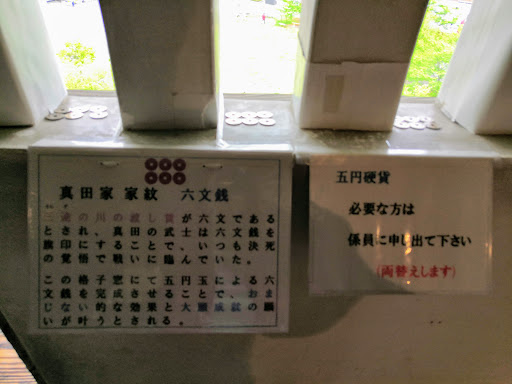 真田家家紋　六文銭
三途の川の渡し賃が六文である
とされ、真田の武士は六文銭を
旗印にすることで、いつも決死
の覚悟で戦いに臨んでいた。
この格子窓にて五円玉による六
文銭を完成させることで、おま
じない的な効果と大願成就の願
いが叶うとされる。
五円硬貨
必要な方は
係員に申し出て下さい
(両替えします)